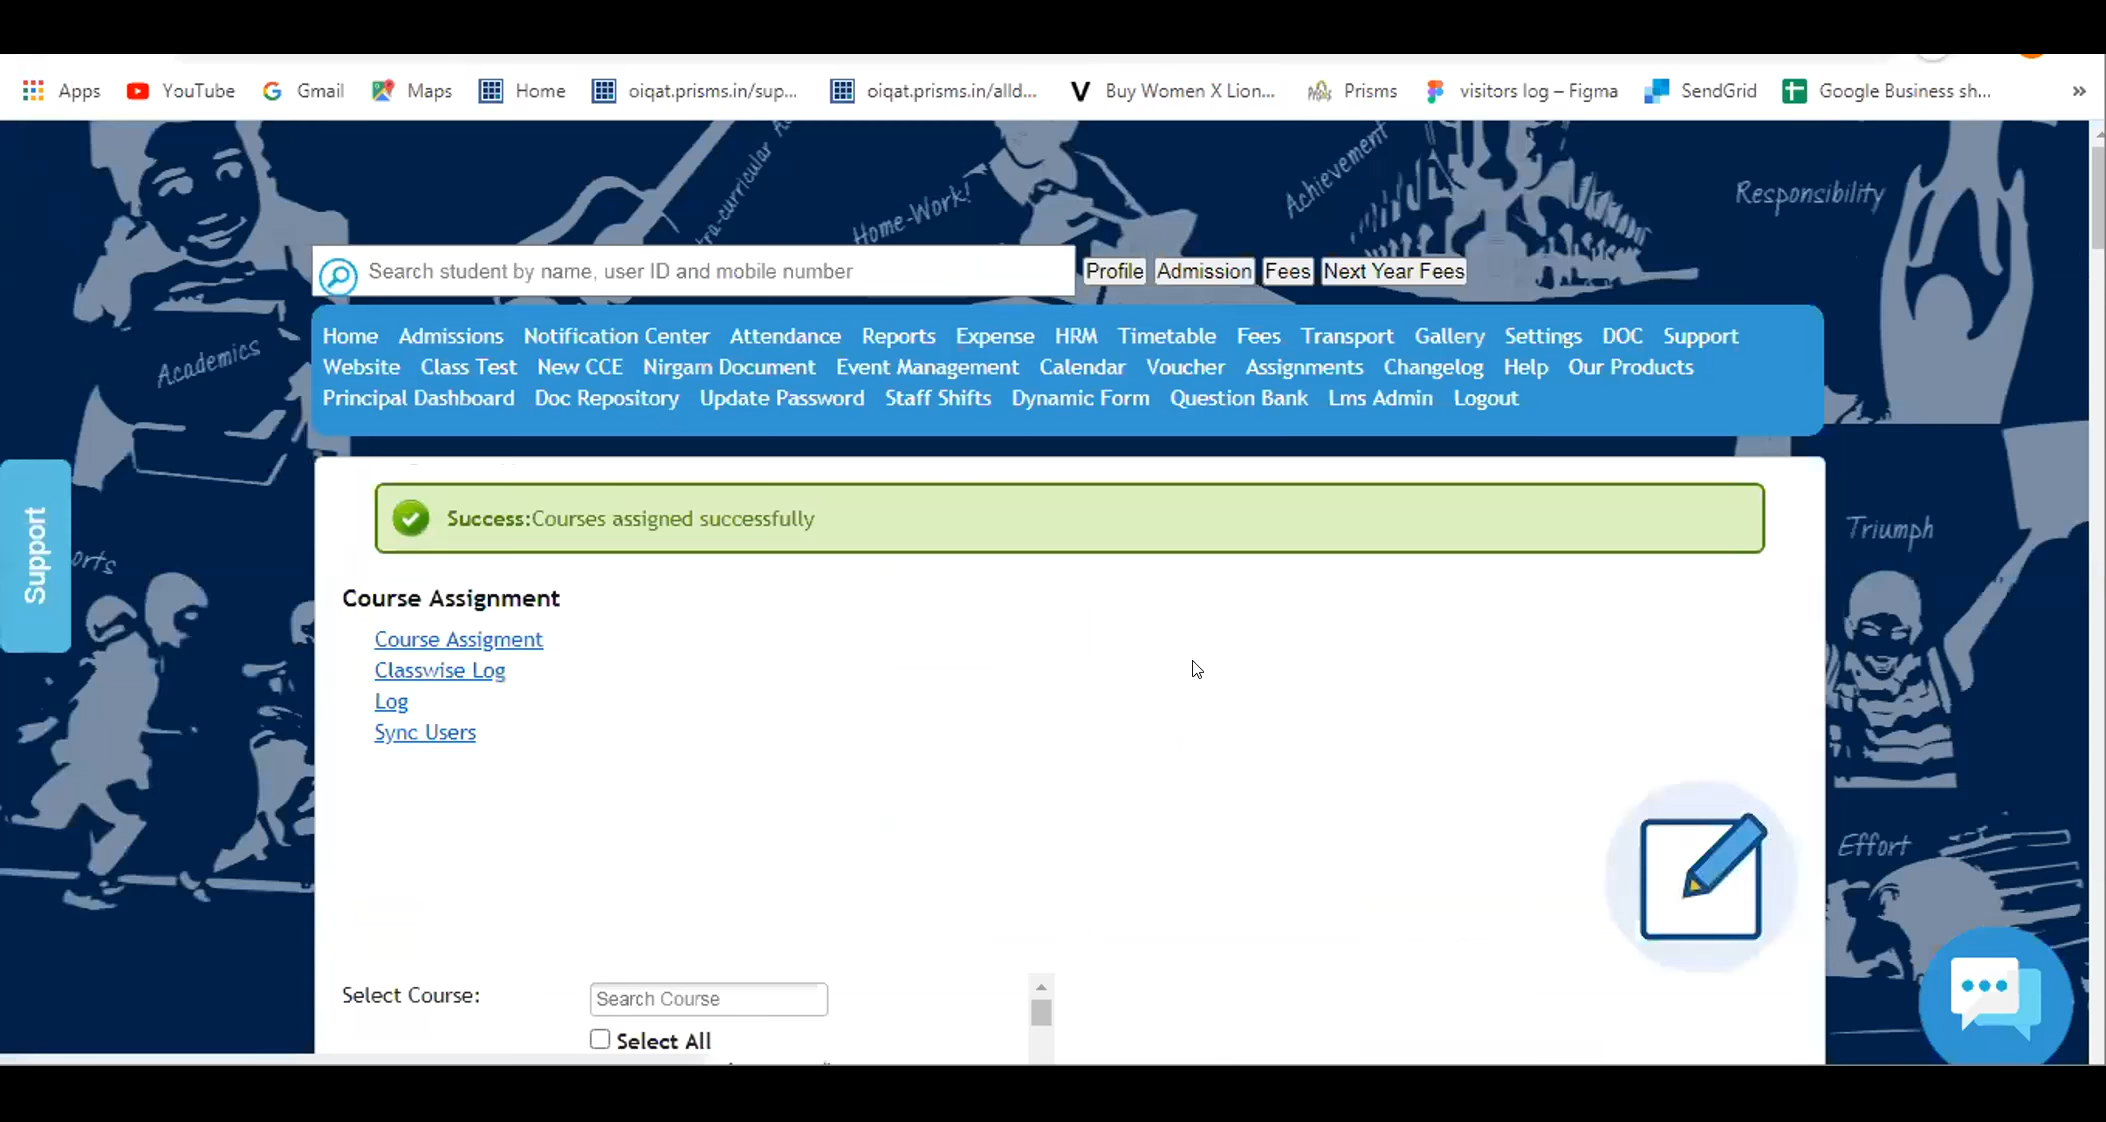 Apps YouTube Gmail Maps Home oiqat.prisms.in/sup... oiqat.prisms.in/alld... Buy Women X Lion... Prisms visitors log – Figma SendGrid Google Business sh... »
Home-Work!
Achievement
Responsibility
Search student by name, user ID and mobile number Profile Admission Fees Next Year Fees
Home Admissions Notification Center Attendance Reports Expense HRM Timetable Fees Transport Gallery Settings DOC Support
Website Class Test New CCE Nirgam Document Event Management Calendar Voucher Assignments Changelog Help Our Products
Principal Dashboard Doc Repository Update Password Staff Shifts Dynamic Form Question Bank Lms Admin Logout
Academics
Support
orts
Success:Courses assigned successfully
Triumph
Course Assignment
Course Assigment
Classwise Log
Log
Sync Users
Effort
Select Course: Search Course
Select All